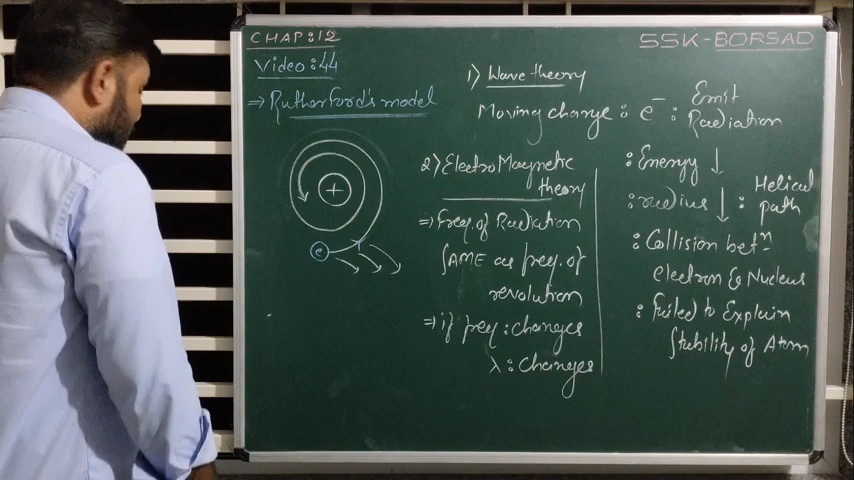 CHAP:12
SSK-BORSAD
Video:44
⇒ Rutherford's model
+
e
1) Wave theory
Moving charge : e⁻ : Emit
Radiation
2) ElectroMagnetic
theory
⇒ freq. of Radiation
SAME as freq. of
revolution
⇒ if freq : changes
λ : changes
: Energy ↓
: radius ↓ : Helical
path
: Collision betⁿ
electron & Nucleus
: Failed to Explain
Stability of Atom